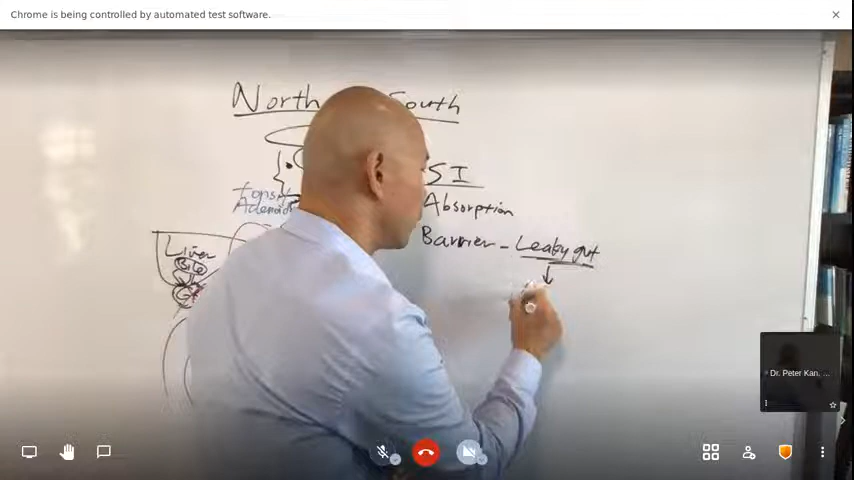 Chrome is being controlled by automated test software.
North South
SI
Absorption
Barrier - Leaky gut
Liver
Bile
Dr. Peter Kan, ...